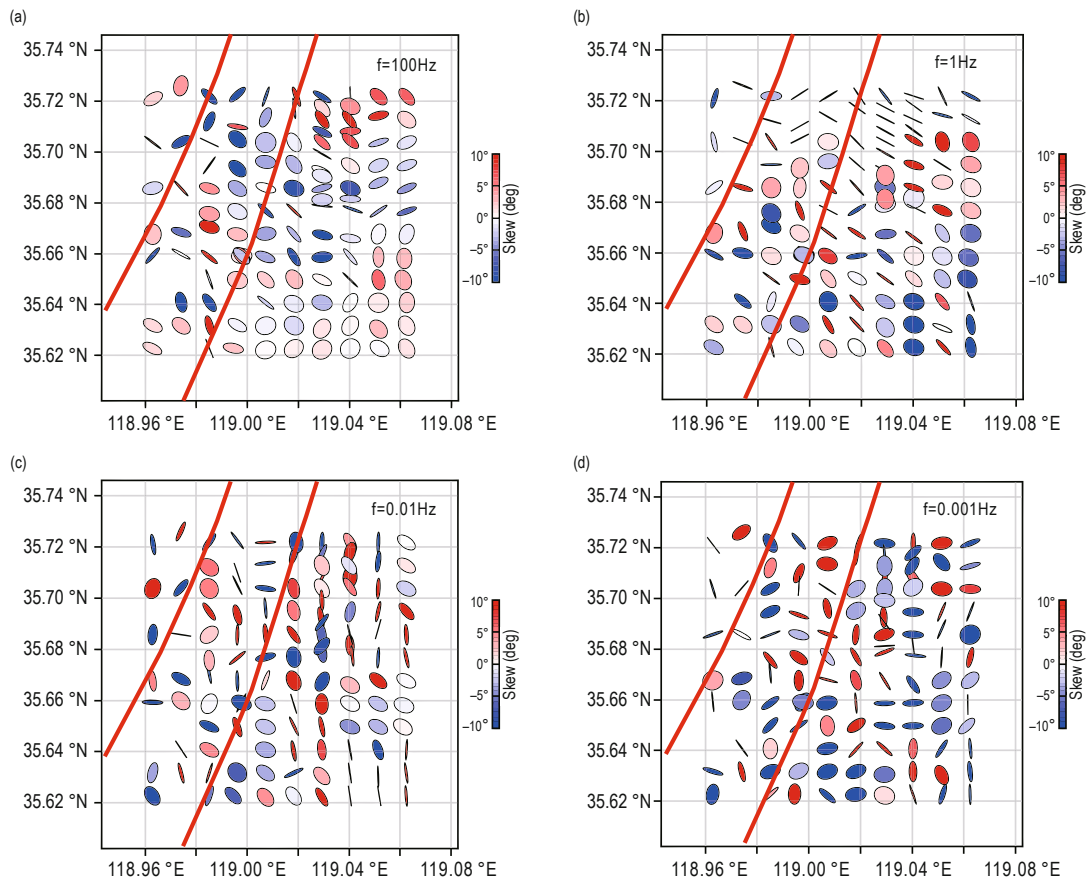 (a)
35.74 °N
35.72 °N
35.70 °N
35.68 °N
35.66 °N
35.64 °N
35.62 °N
118.96 °E
119.00 °E
119.04 °E
119.08 °E
f=100Hz
10°
5°
0°
−5°
−10°
Skew (deg)
(b)
35.74 °N
35.72 °N
35.70 °N
35.68 °N
35.66 °N
35.64 °N
35.62 °N
118.96 °E
119.00 °E
119.04 °E
119.08 °E
f=1Hz
10°
5°
0°
−5°
−10°
Skew (deg)
(c)
35.74 °N
35.72 °N
35.70 °N
35.68 °N
35.66 °N
35.64 °N
35.62 °N
118.96 °E
119.00 °E
119.04 °E
119.08 °E
f=0.01Hz
10°
5°
0°
−5°
−10°
Skew (deg)
(d)
35.74 °N
35.72 °N
35.70 °N
35.68 °N
35.66 °N
35.64 °N
35.62 °N
118.96 °E
119.00 °E
119.04 °E
119.08 °E
f=0.001Hz
10°
5°
0°
−5°
−10°
Skew (deg)